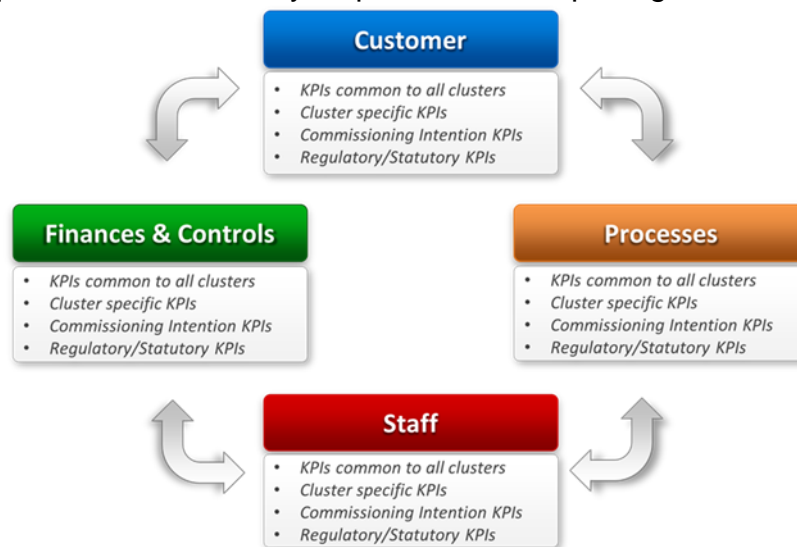 Customer
• KPIs common to all clusters
• Cluster specific KPIs
• Commissioning Intention KPIs
• Regulatory/Statutory KPIs
Finances & Controls
• KPIs common to all clusters
• Cluster specific KPIs
• Commissioning Intention KPIs
• Regulatory/Statutory KPIs
Processes
• KPIs common to all clusters
• Cluster specific KPIs
• Commissioning Intention KPIs
• Regulatory/Statutory KPIs
Staff
• KPIs common to all clusters
• Cluster specific KPIs
• Commissioning Intention KPIs
• Regulatory/Statutory KPIs